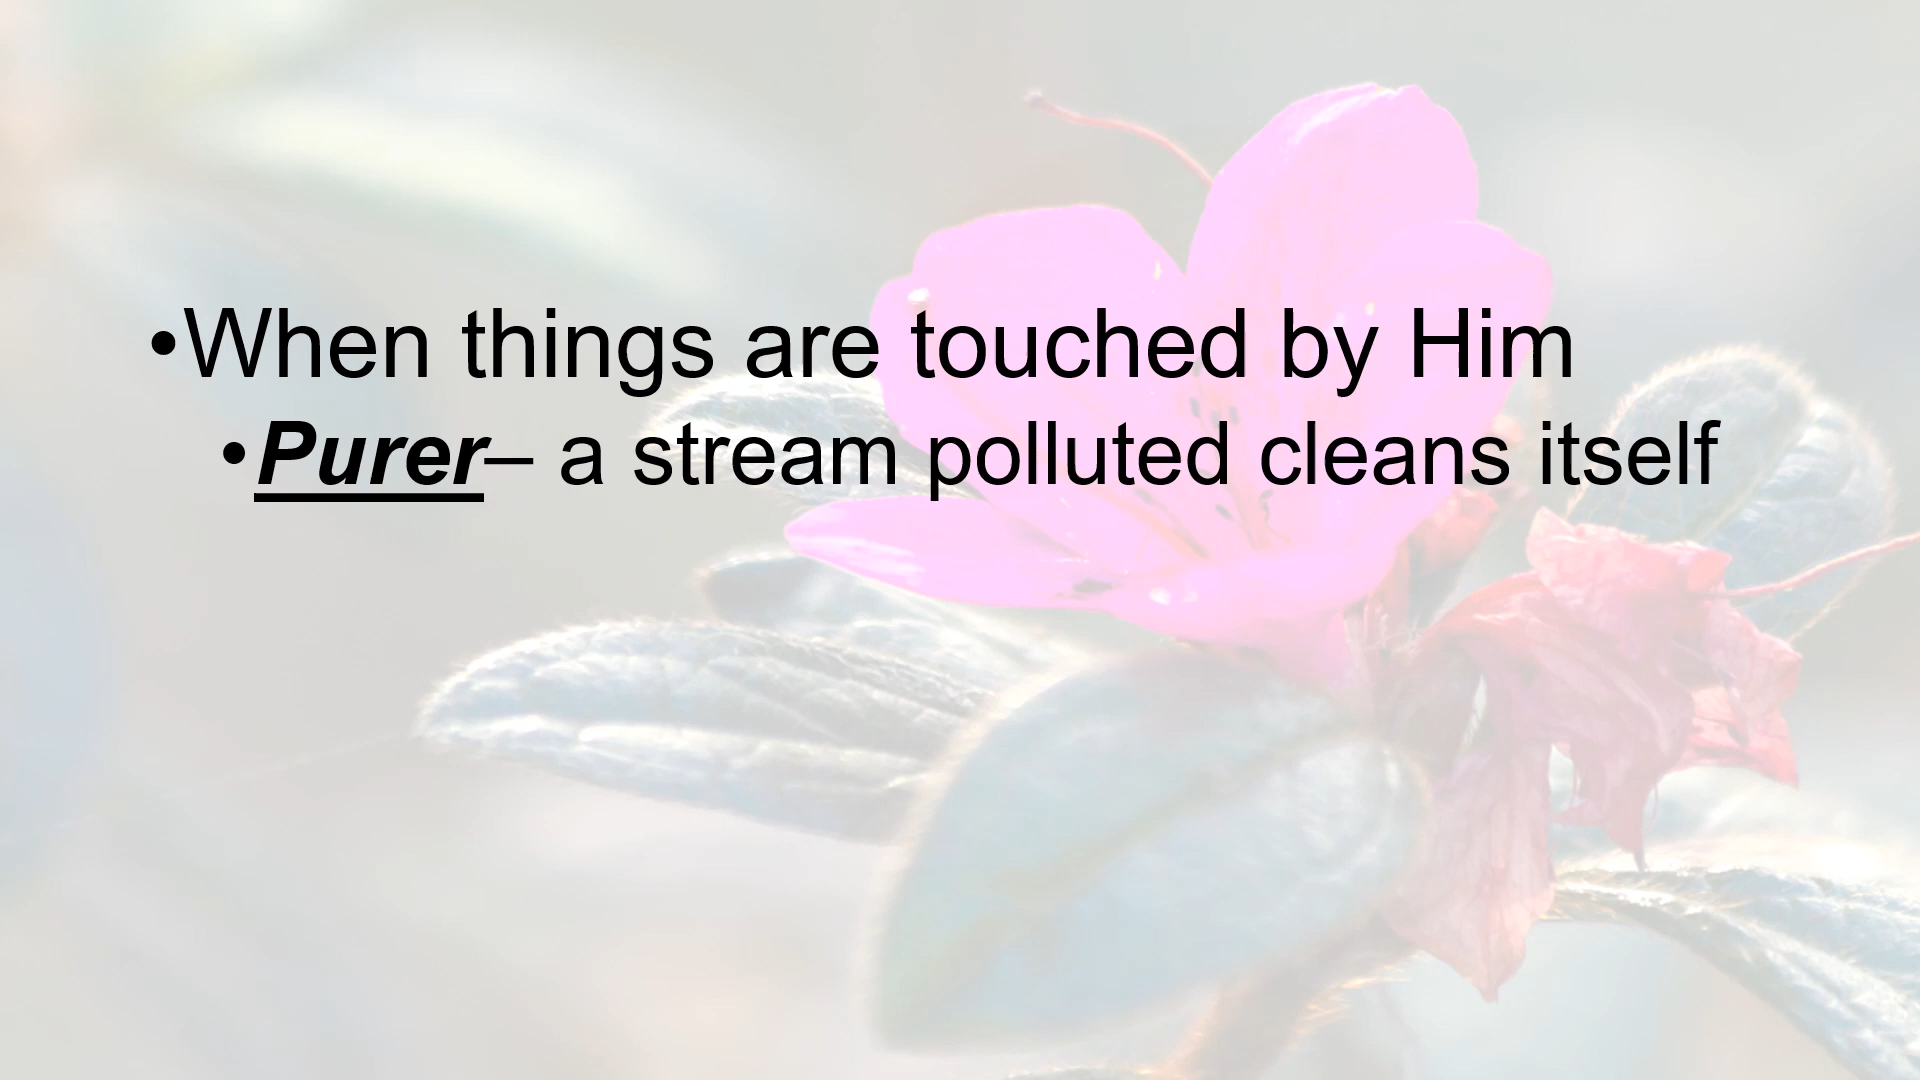 •When things are touched by Him
•Purer– a stream polluted cleans itself